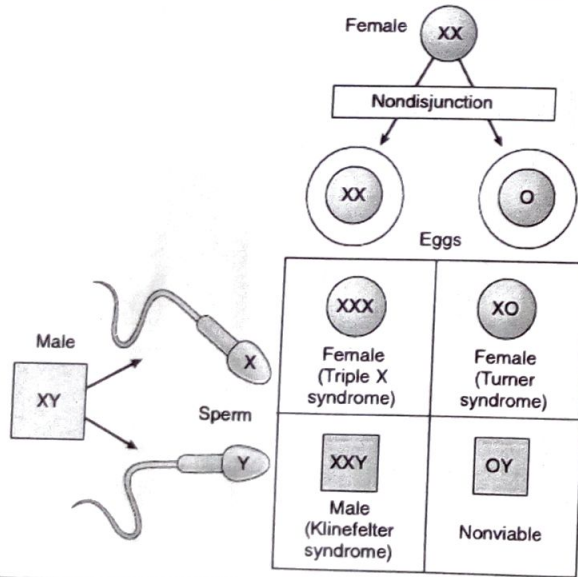 Female
XX
Nondisjunction
XX
O
Eggs
XXX
XO
Female
(Triple X
syndrome)
Female
(Turner
syndrome)
Male
XY
X
Sperm
Y
XXY
OY
Male
(Klinefelter
syndrome)
Nonviable